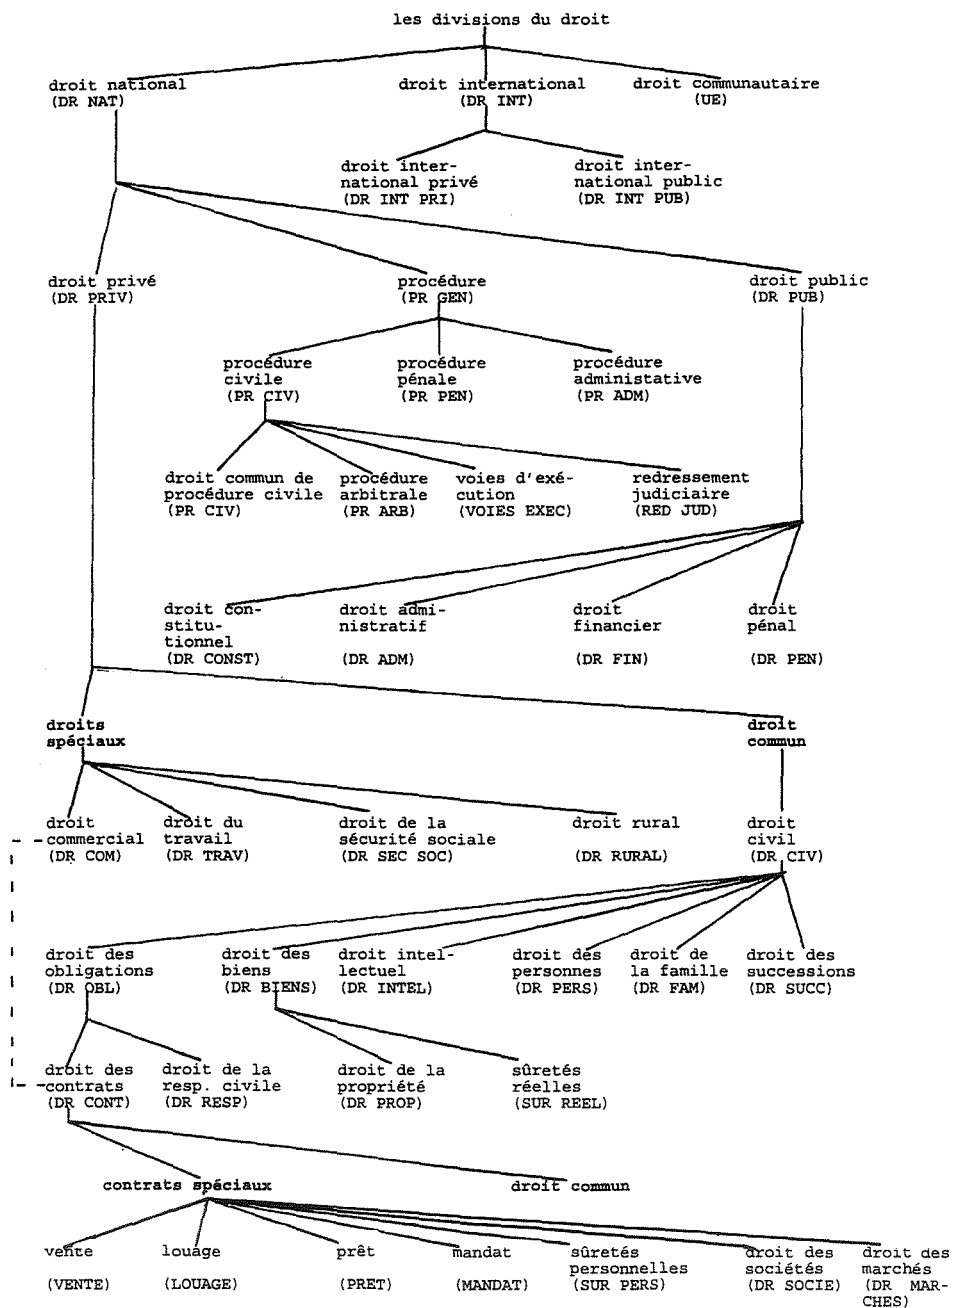 les divisions du droit
droit national
(DR NAT)
droit international
(DR INT)
droit communautaire
(UE)
droit inter-
national privé
(DR INT PRI)
droit inter-
national public
(DR INT PUB)
droit privé
(DR PRIV)
procédure
(PR GEN)
droit public
(DR PUB)
procédure
civile
(PR CIV)
procédure
pénale
(PR PEN)
procédure
administative
(PR ADM)
droit commun de
procédure civile
(PR CIV)
procédure
arbitrale
(PR ARB)
voies d'exé-
cution
(VOIES EXEC)
redressement
judiciaire
(RED JUD)
droit con-
stitu-
tionnel
(DR CONST)
droit admi-
nistratif
(DR ADM)
droit
financier
(DR FIN)
droit
pénal
(DR PEN)
droits
spéciaux
droit
commun
droit
commercial
(DR COM)
droit du
travail
(DR TRAV)
droit de la
sécurité sociale
(DR SEC SOC)
droit rural
(DR RURAL)
droit
civil
(DR CIV)
droit des
obligations
(DR OBL)
droit des
biens
(DR BIENS)
droit intel-
lectuel
(DR INTEL)
droit des
personnes
(DR PERS)
droit de
la famille
(DR FAM)
droit des
successions
(DR SUCC)
droit des
contrats
(DR CONT)
droit de la
resp. civile
(DR RESP)
droit de la
propriété
(DR PROP)
sûretés
réelles
(SUR REEL)
contrats spéciaux
droit commun
vente
(VENTE)
louage
(LOUAGE)
prêt
(PRET)
mandat
(MANDAT)
sûretés
personnelles
(SUR PERS)
droit des
sociétés
(DR SOCIE)
droit des
marchés
(DR MAR-
CHES)